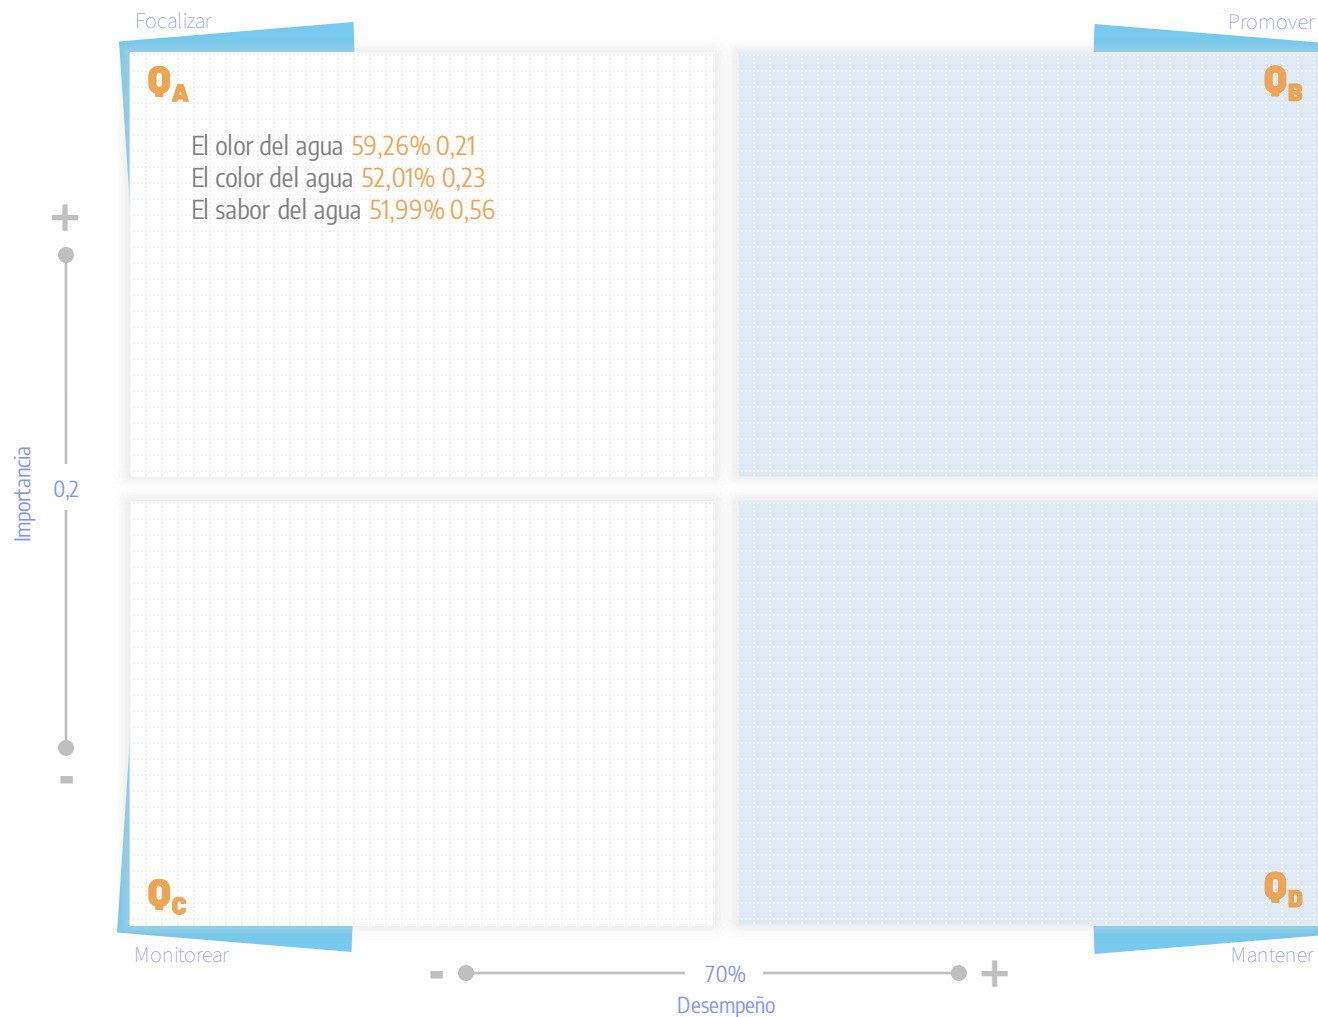 Focalizar
Promover
QA
QB
El olor del agua 59,26% 0,21
El color del agua 52,01% 0,23
El sabor del agua 51,99% 0,56
+
Importancia
0,2
-
QC
QD
Monitorear
Mantener
- 70% +
Desempeño